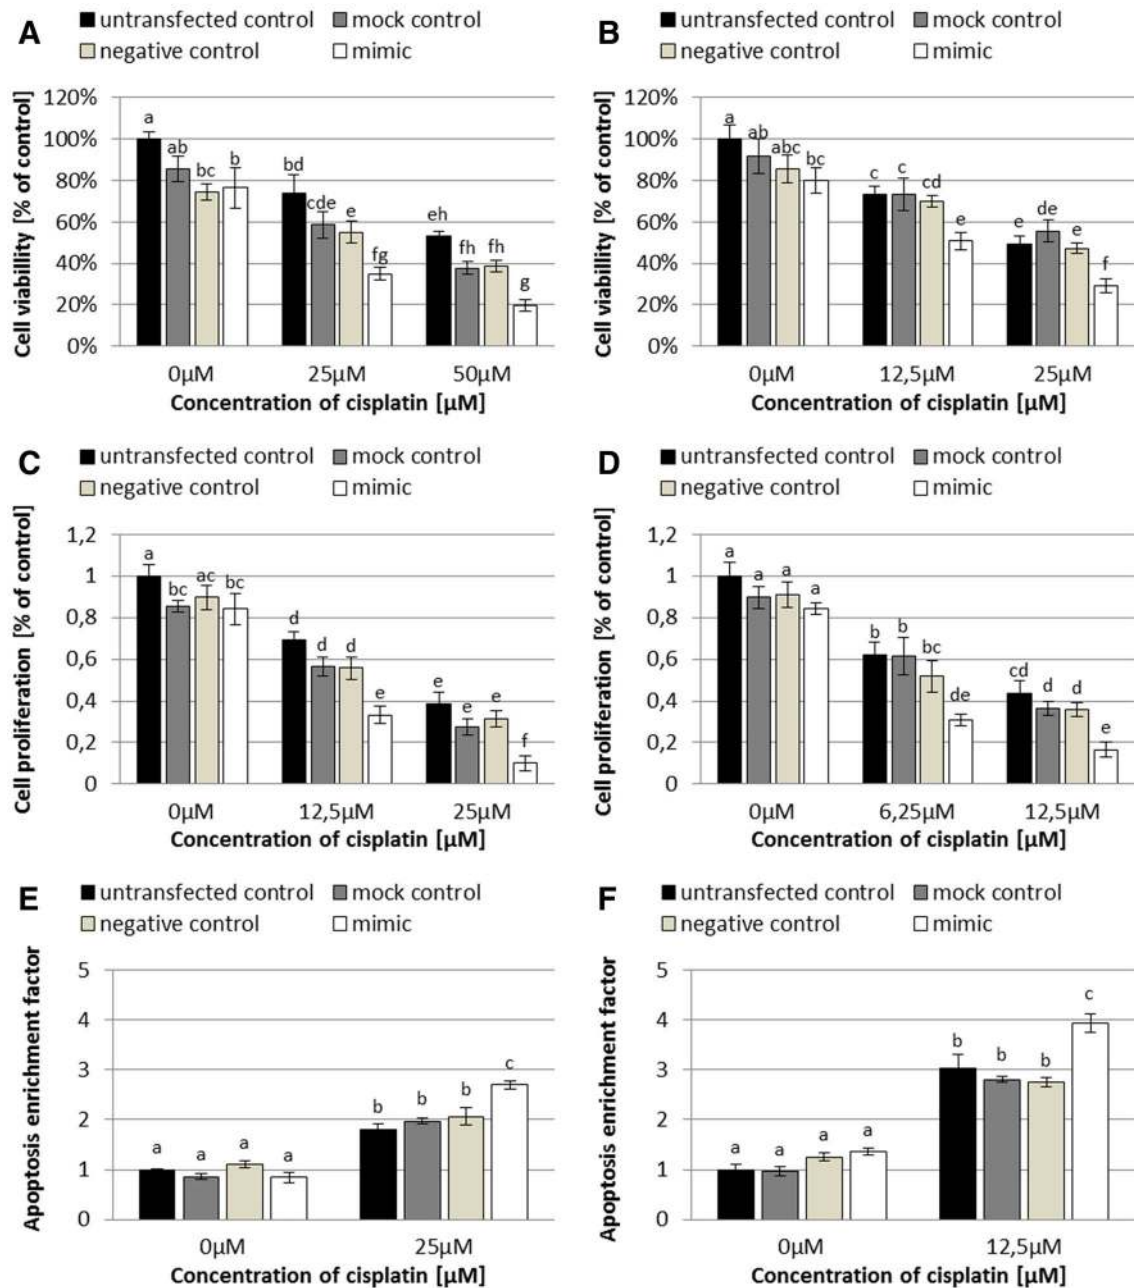 A
untransfected control mock control
negative control mimic
Cell viabillity [% of control]
120%
100%
80%
60%
40%
20%
0%
a ab bc b bd cde e fg eh fh fh g
0µM 25µM 50µM
Concentration of cisplatin [µM]
B
untransfected control mock control
negative control mimic
Cell viability [% of control]
120%
100%
80%
60%
40%
20%
0%
a ab abc bc c c cd e e de e f
0µM 12,5µM 25µM
Concentration of cisplatin [µM]
C
untransfected control mock control
negative control mimic
Cell proliferation [% of control]
1,2
1
0,8
0,6
0,4
0,2
0
a bc ac bc d d d e e e e f
0µM 12,5µM 25µM
Concentration of cisplatin [µM]
D
untransfected control mock control
negative control mimic
Cell proliferation [% of control]
1,2
1
0,8
0,6
0,4
0,2
0
a a a a b b bc de cd d d e
0µM 6,25µM 12,5µM
Concentration of cisplatin [µM]
E
untransfected control mock control
negative control mimic
Apoptosis enrichment factor
5
4
3
2
1
0
a a a a b b b c
0µM 25µM
Concentration of cisplatin [µM]
F
untransfected control mock control
negative control mimic
Apoptosis enrichment factor
5
4
3
2
1
0
a a a a b b b c
0µM 12,5µM
Concentration of cisplatin [µM]